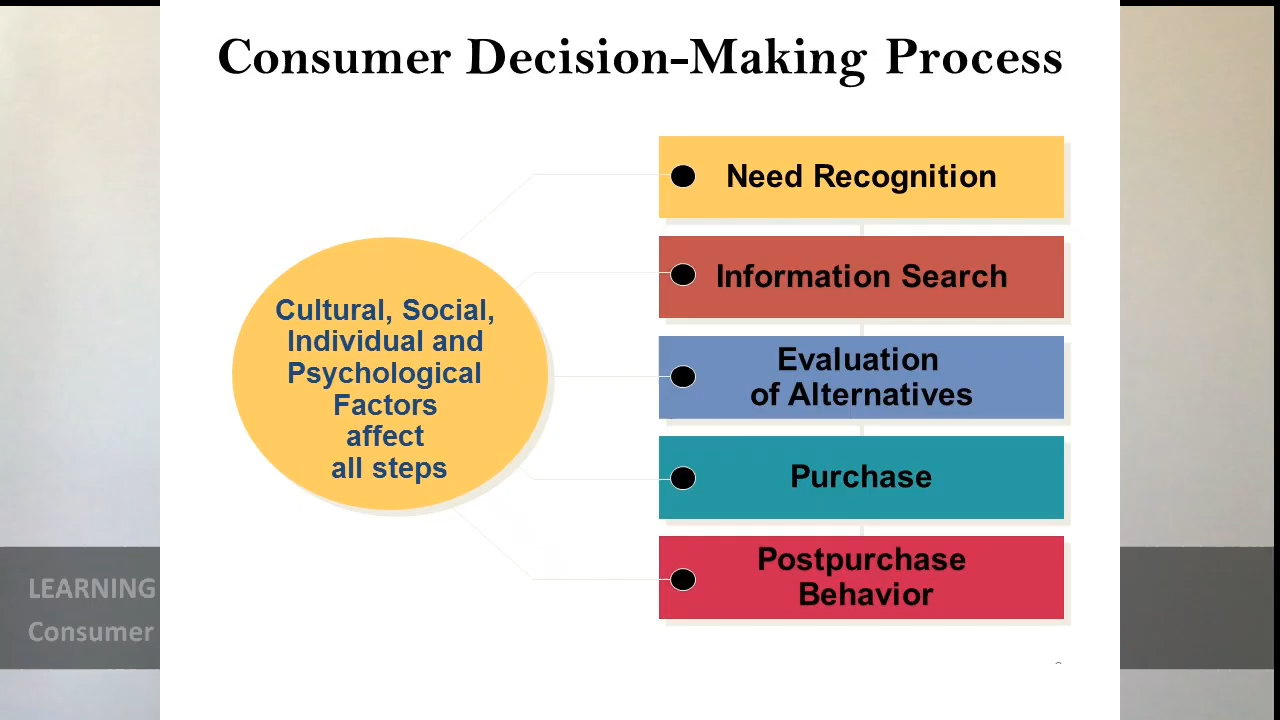 Consumer Decision-Making Process
Need Recognition
Information Search
Evaluation
of Alternatives
Purchase
Postpurchase
Behavior
Cultural, Social,
Individual and
Psychological
Factors
affect
all steps
LEARNING
Consumer